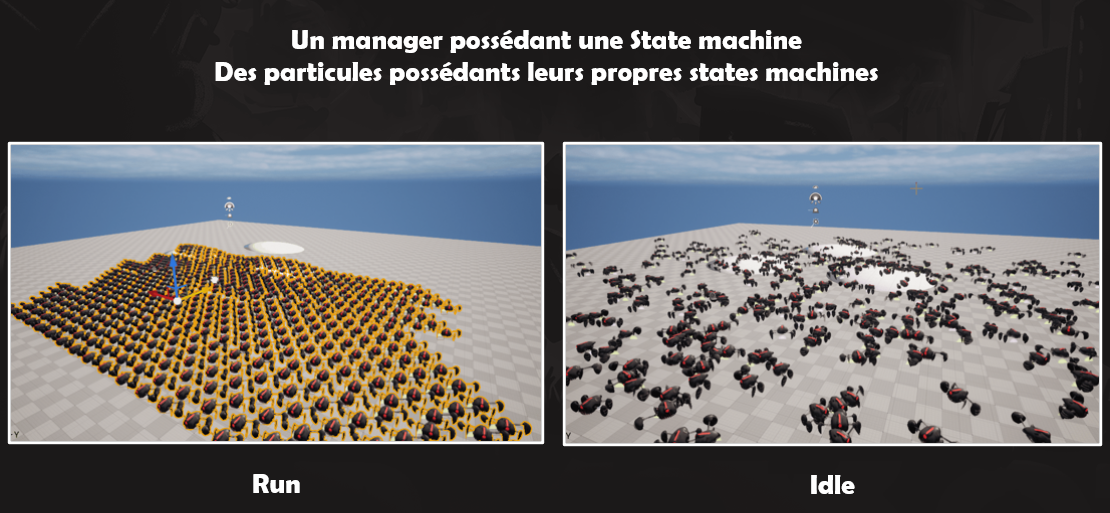 Un manager possédant une State machine
Des particules possédants leurs propres states machines
Run
Idle